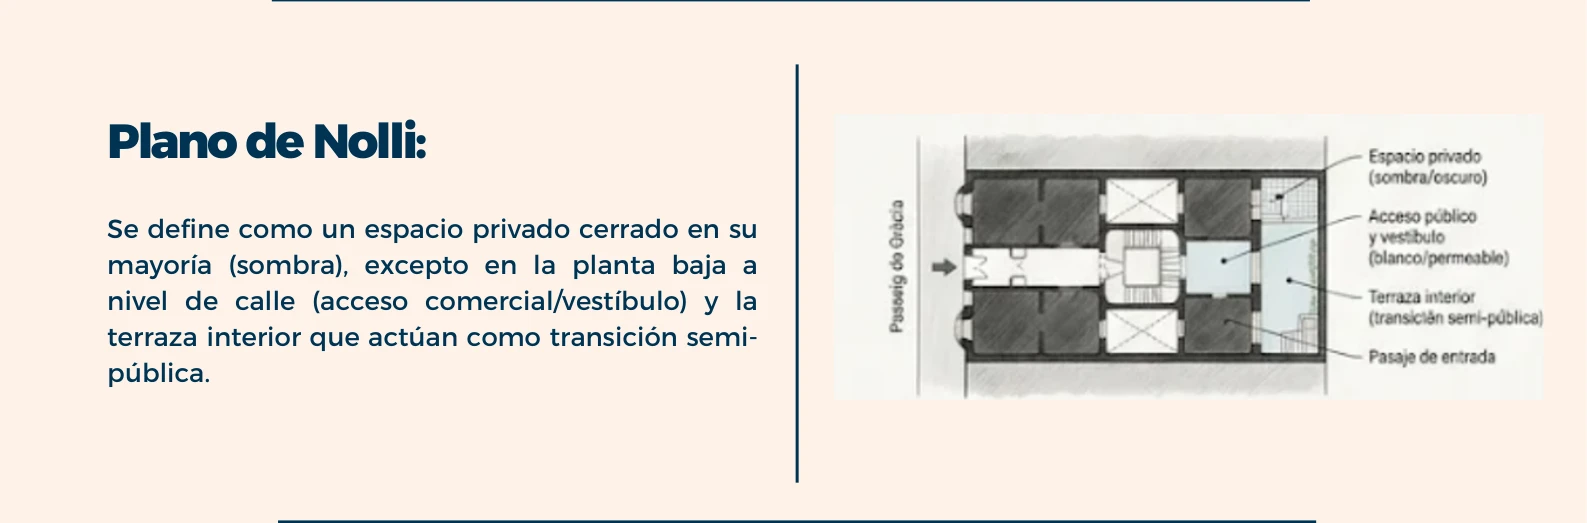 Plano de Nolli:
Se define como un espacio privado cerrado en su
mayoría (sombra), excepto en la planta baja a
nivel de calle (acceso comercial/vestíbulo) y la
terraza interior que actúan como transición semi-
pública.
Passeig de Gràcia
Espacio privado
(sombra/oscuro)
Acceso público
y vestíbulo
(blanco/permeable)
Terraza interior
(transición semi-pública)
Pasaje de entrada